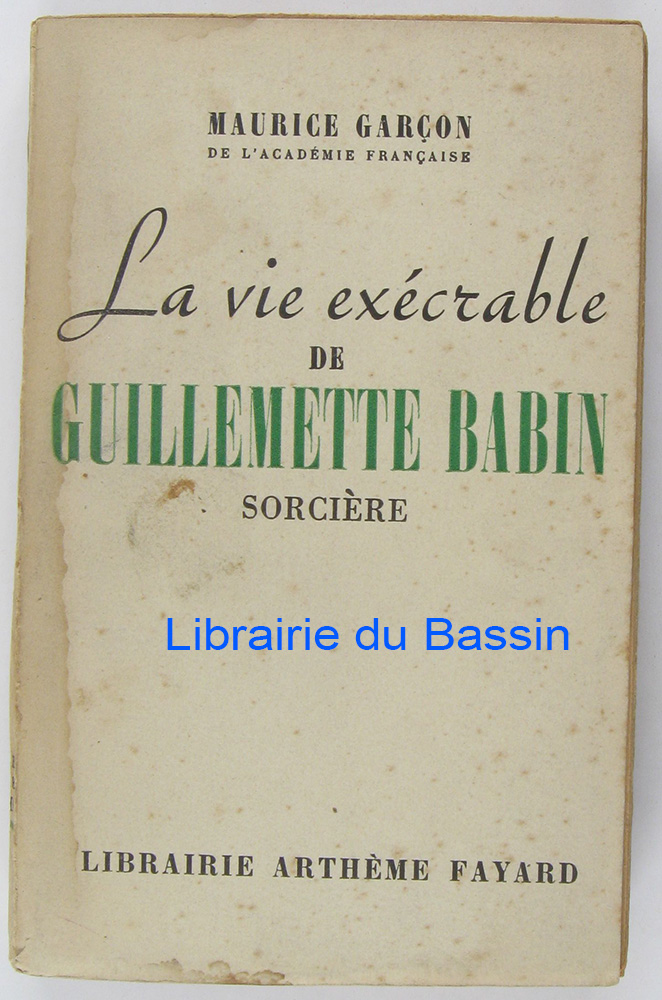 MAURICE GARÇON
DE L'ACADÉMIE FRANÇAISE
La vie exécrable
DE
GUILLEMETTE BABIN
SORCIÈRE
Librairie du Bassin
LIBRAIRIE ARTHÈME FAYARD